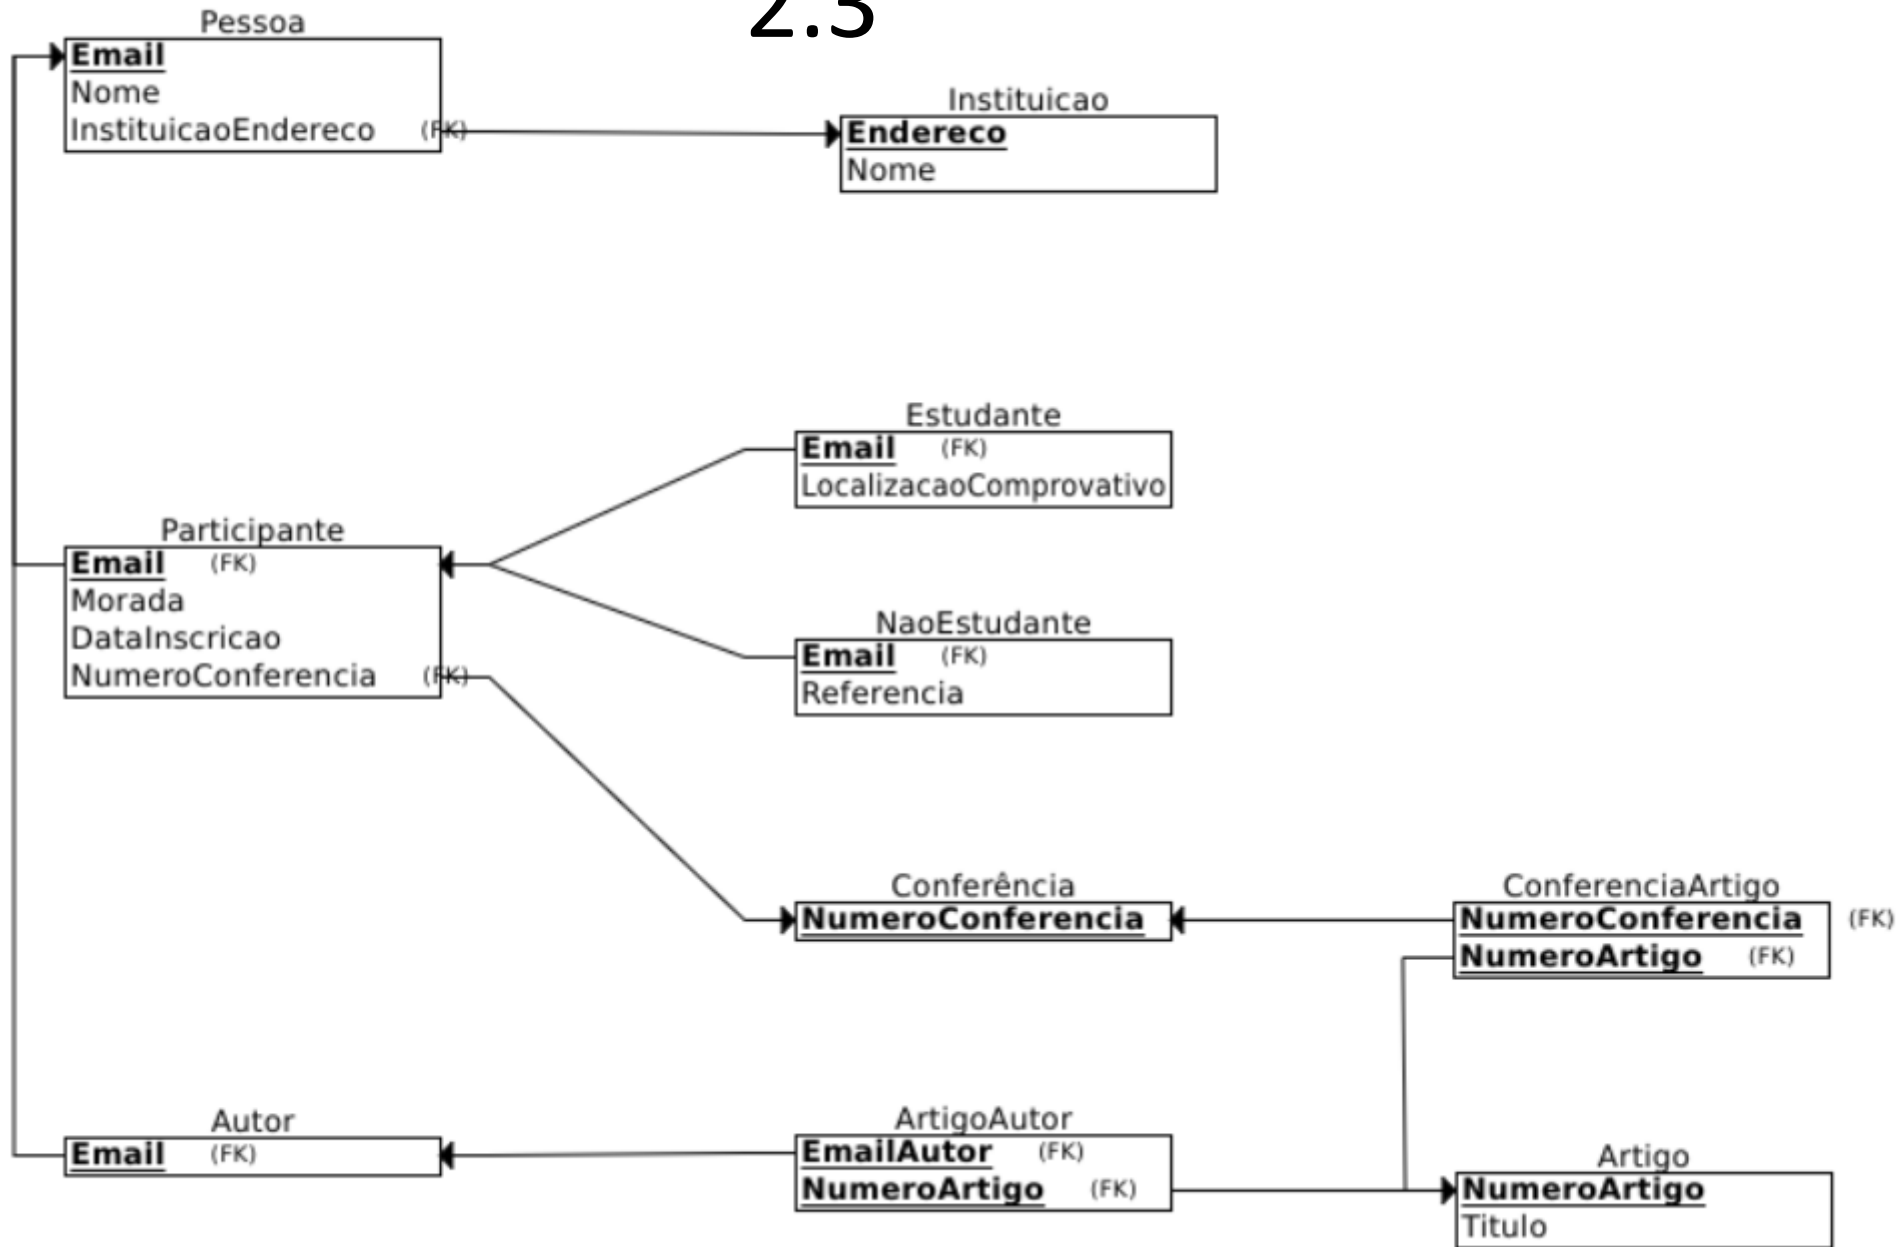 2.3
Pessoa
Email
Nome
InstituicaoEndereco (FK)
Instituicao
Endereco
Nome
Estudante
Email (FK)
LocalizacaoComprovativo
Participante
Email (FK)
Morada
DataInscricao
NumeroConferencia (FK)
NaoEstudante
Email (FK)
Referencia
Conferência
NumeroConferencia
ConferenciaArtigo
NumeroConferencia (FK)
NumeroArtigo (FK)
Autor
Email (FK)
ArtigoAutor
EmailAutor (FK)
NumeroArtigo (FK)
Artigo
NumeroArtigo
Titulo